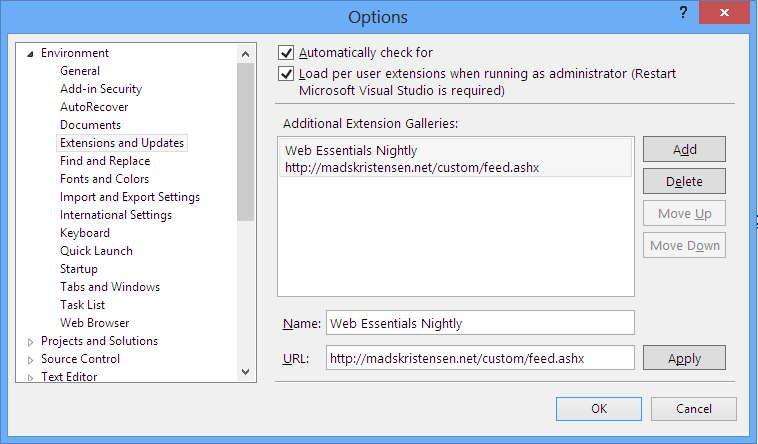 Options
?
Environment
General
Add-in Security
AutoRecover
Documents
Extensions and Updates
Find and Replace
Fonts and Colors
Import and Export Settings
International Settings
Keyboard
Quick Launch
Startup
Tabs and Windows
Task List
Web Browser
Projects and Solutions
Source Control
Text Editor
Automatically check for
Load per user extensions when running as administrator (Restart
Microsoft Visual Studio is required)
Additional Extension Galleries:
Web Essentials Nightly
http://madskristensen.net/custom/feed.ashx
Add
Delete
Move Up
Move Down
Name: Web Essentials Nightly
URL: http://madskristensen.net/custom/feed.ashx
Apply
OK
Cancel